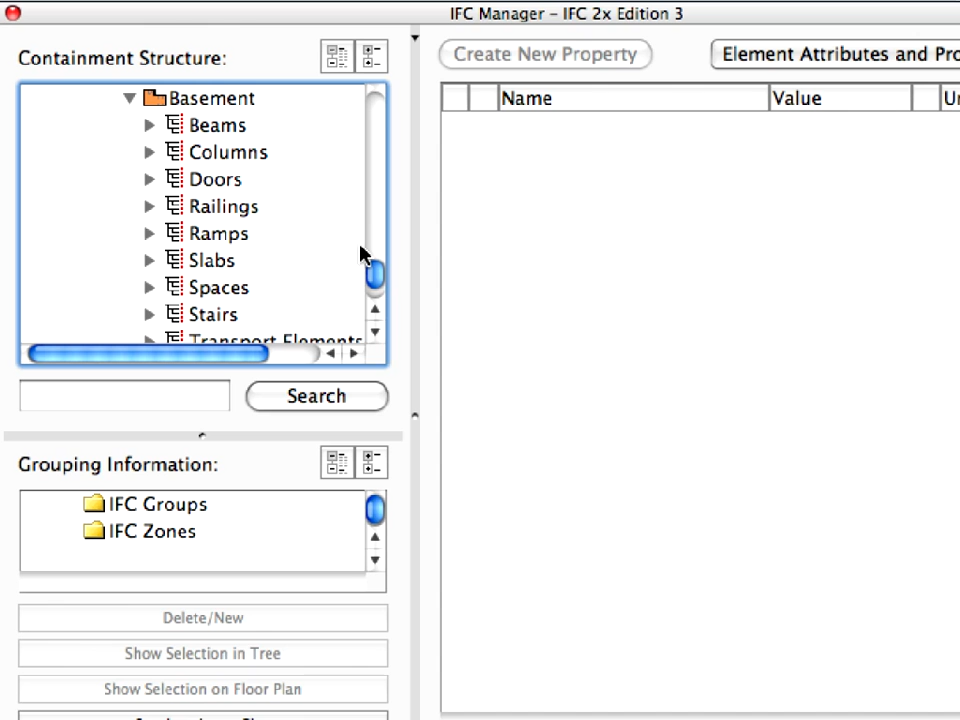 IFC Manager – IFC 2x Edition 3
Containment Structure:
Create New Property
Element Attributes and Pro
Name
Value
Basement
Beams
Columns
Doors
Railings
Ramps
Slabs
Spaces
Stairs
Transport Elements
Search
Grouping Information:
IFC Groups
IFC Zones
Delete/New
Show Selection in Tree
Show Selection on Floor Plan